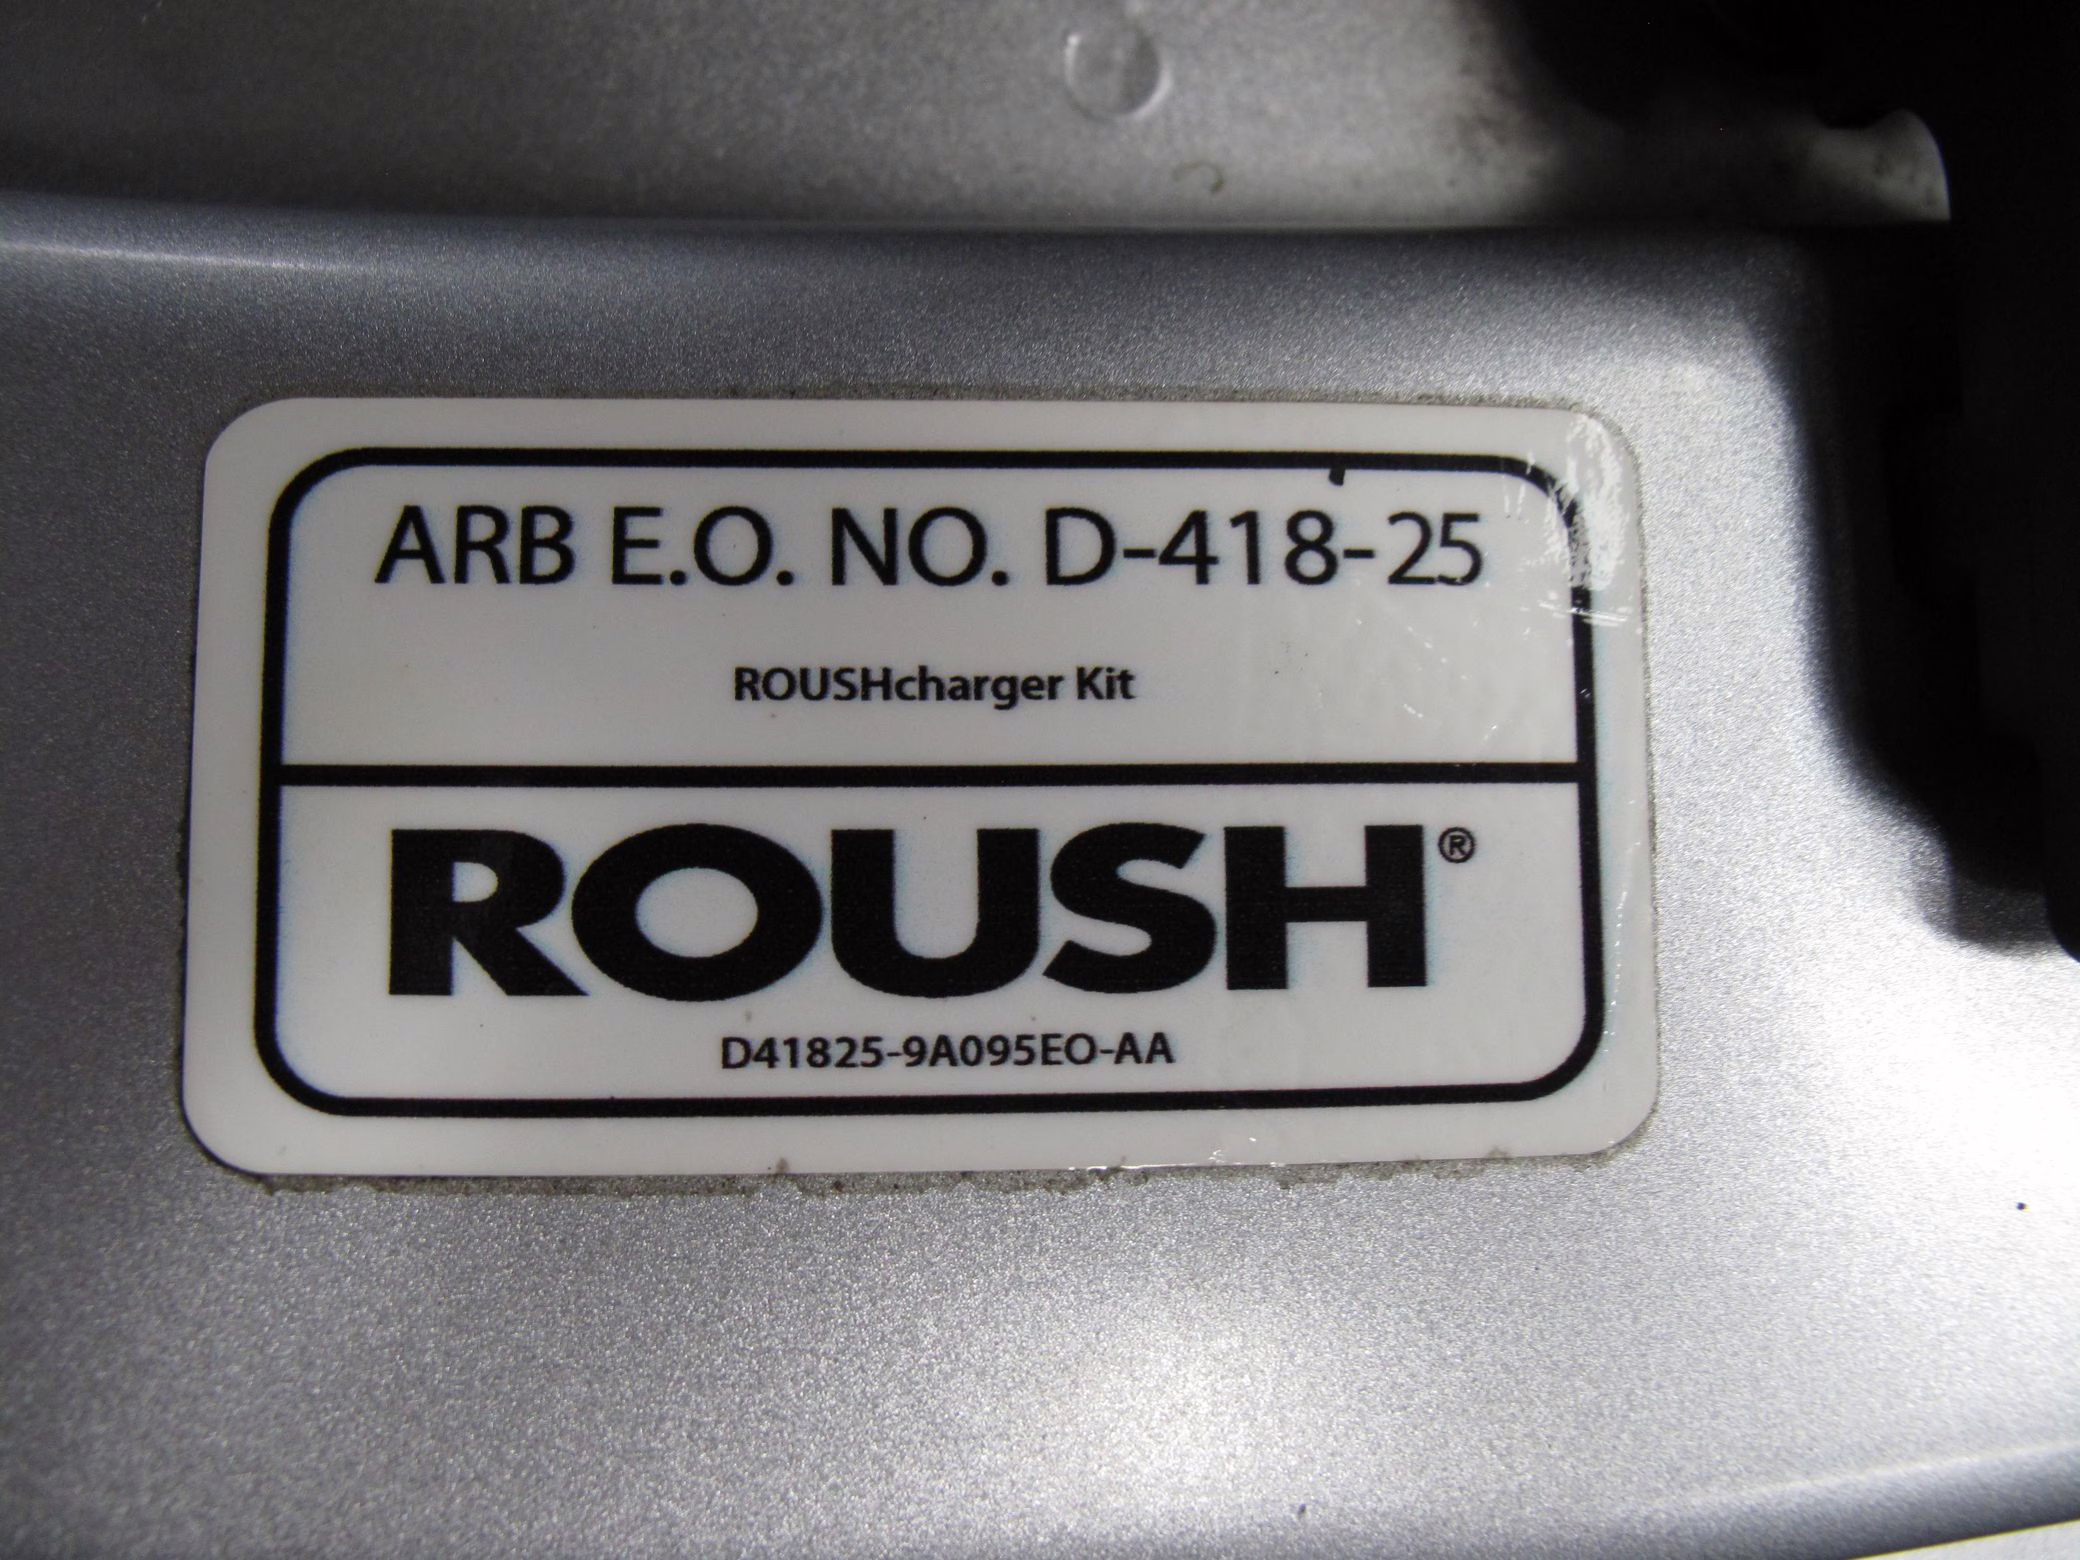 ARB E.O. NO. D-418-25
ROUSHcharger Kit
ROUSH®
D41825-9A095EO-AA